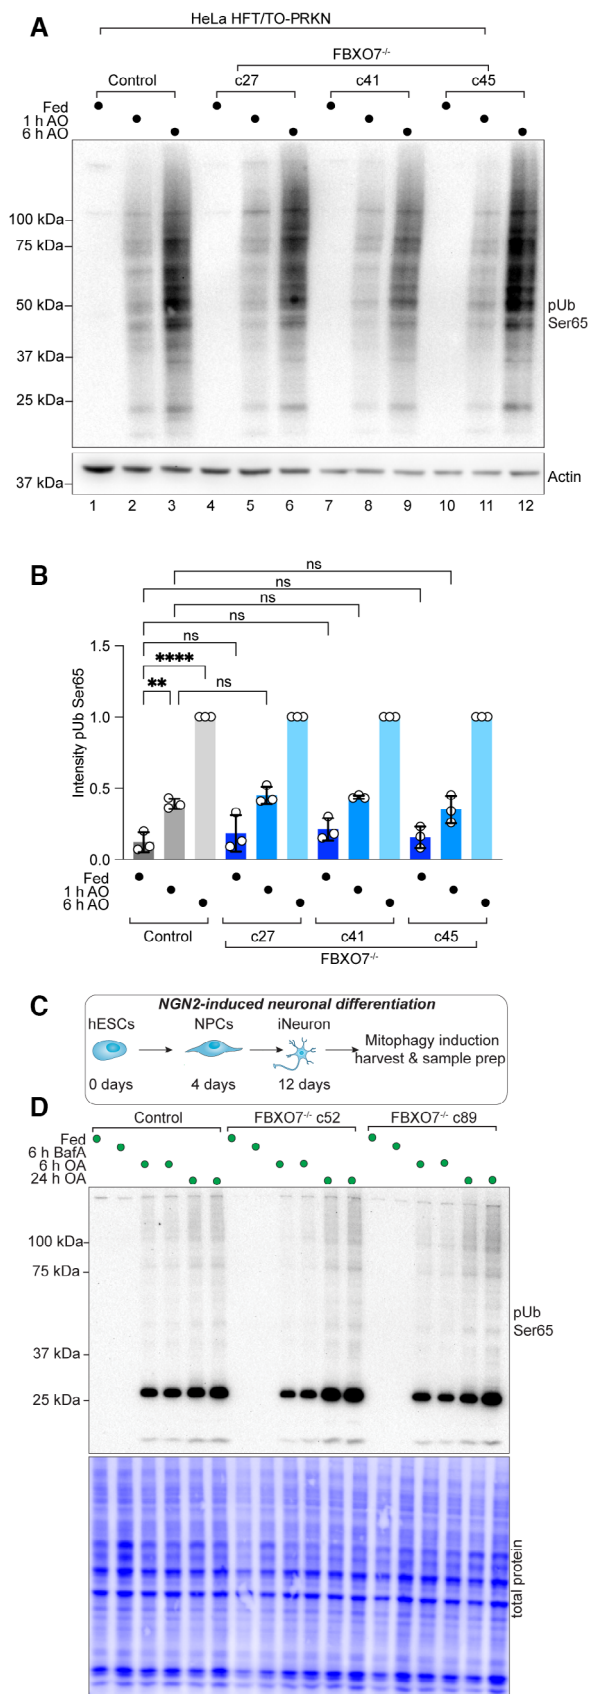 A
HeLa HFT/TO-PRKN
FBXO7-/-
Control c27 c41 c45
Fed
1 h AO
6 h AO
100 kDa
75 kDa
50 kDa
37 kDa
25 kDa
pUb
Ser65
37 kDa
Actin
1 2 3 4 5 6 7 8 9 10 11 12
B
ns
ns
ns
ns
ns
****
** ns
Intensity pUb Ser65
1.5
1.0
0.5
0.0
Fed
1 h AO
6 h AO
Control c27 c41 c45
FBXO7-/-
C
NGN2-induced neuronal differentiation
hESCs NPCs iNeuron
Mitophagy induction
harvest & sample prep
0 days 4 days 12 days
D
Control FBXO7-/- c52 FBXO7-/- c89
Fed
6 h BafA
6 h OA
24 h OA
100 kDa
75 kDa
37 kDa
25 kDa
pUb
Ser65
total protein